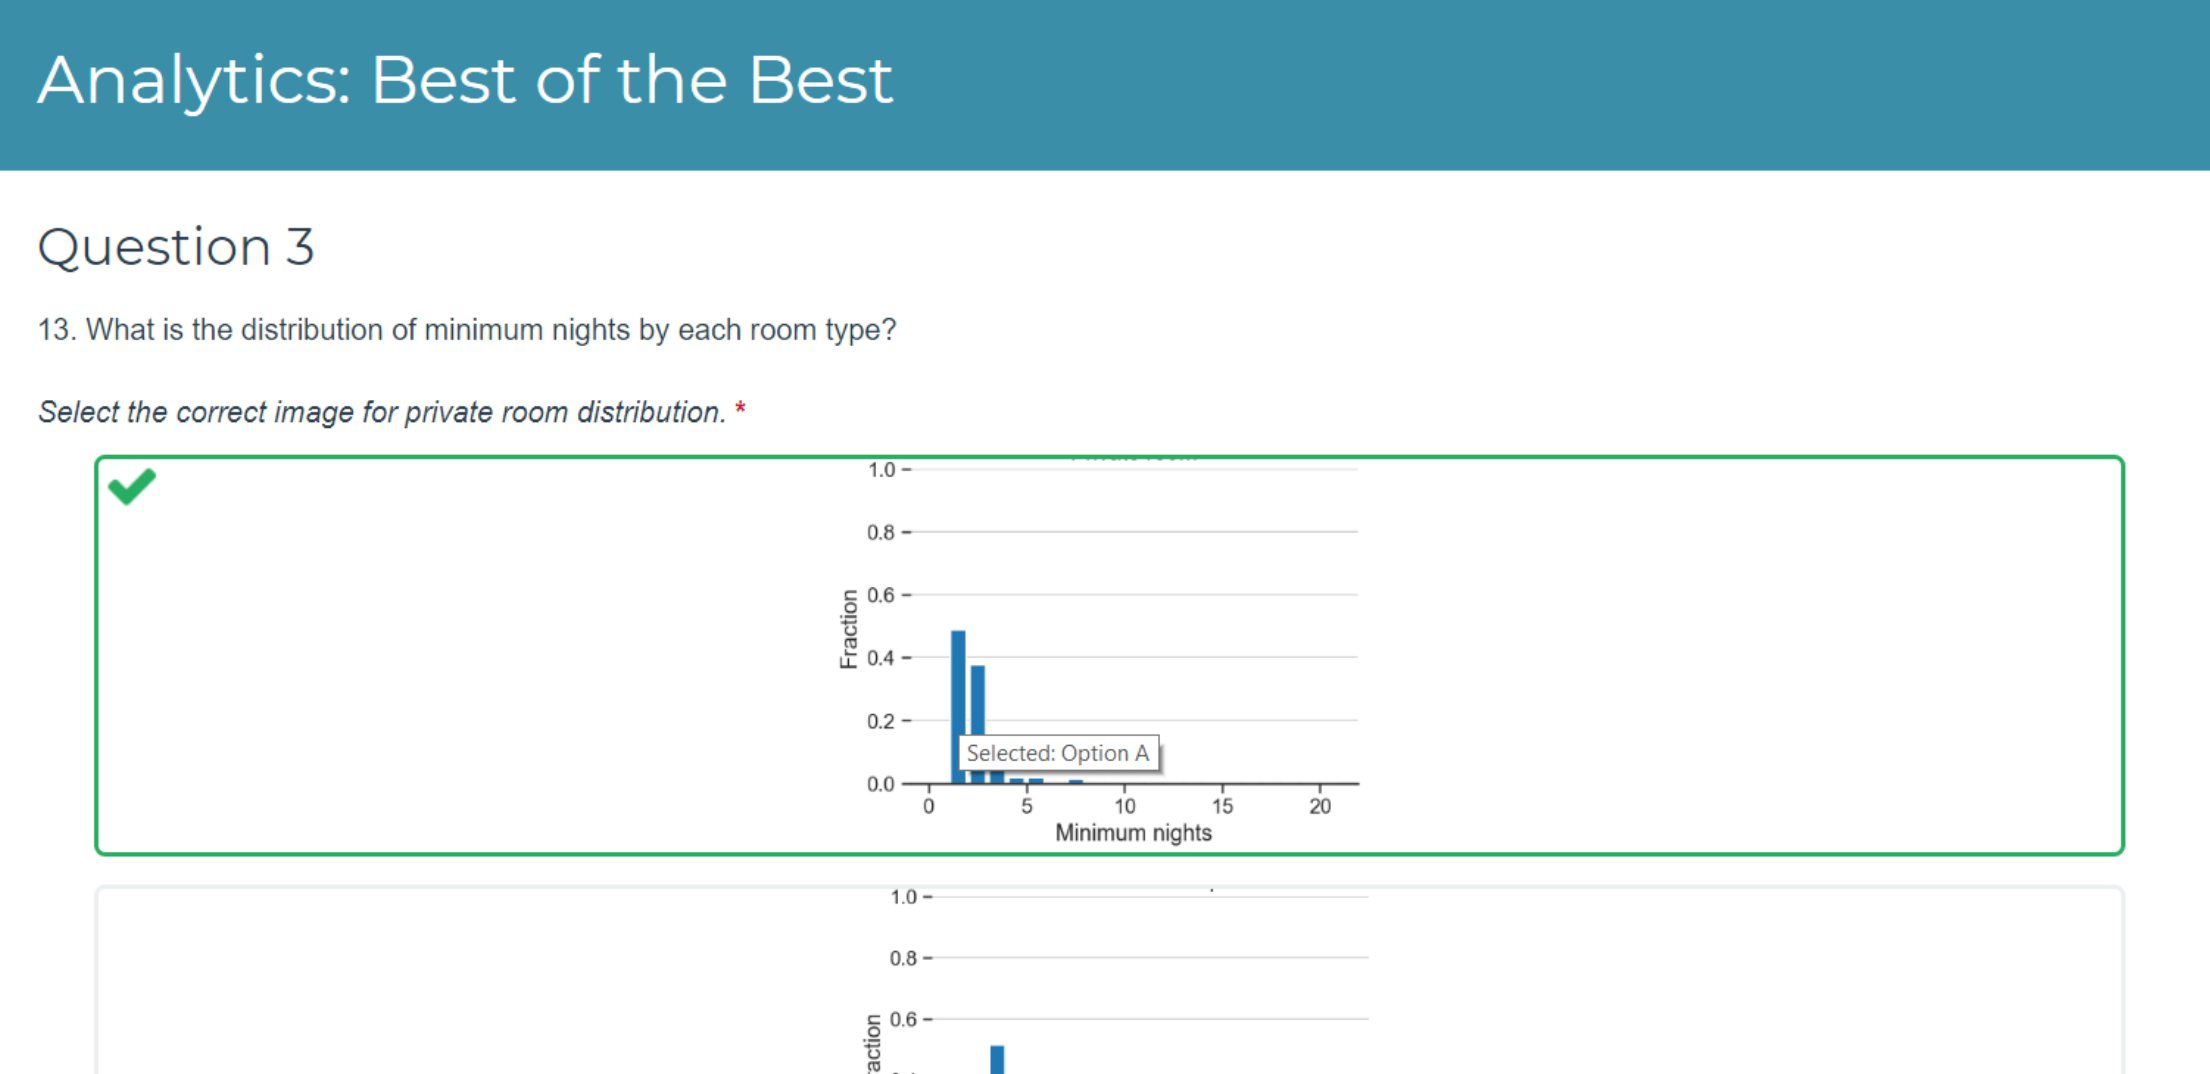 Analytics: Best of the Best
Question 3
13. What is the distribution of minimum nights by each room type?
Select the correct image for private room distribution. *
1.0
0.8
0.6
0.4
0.2
0.0
Fraction
Selected: Option A
0 5 10 15 20
Minimum nights
1.0
0.8
0.6